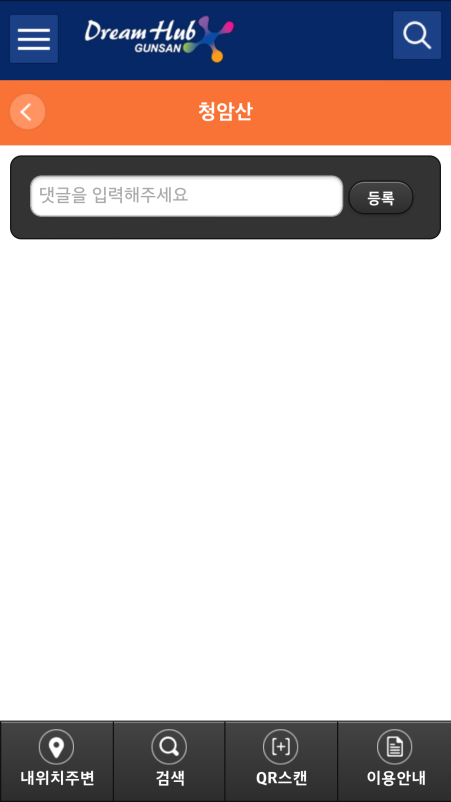 Dream Hub
GUNSAN
청암산
댓글을 입력해주세요
등록
내위치주변
검색
QR스캔
이용안내